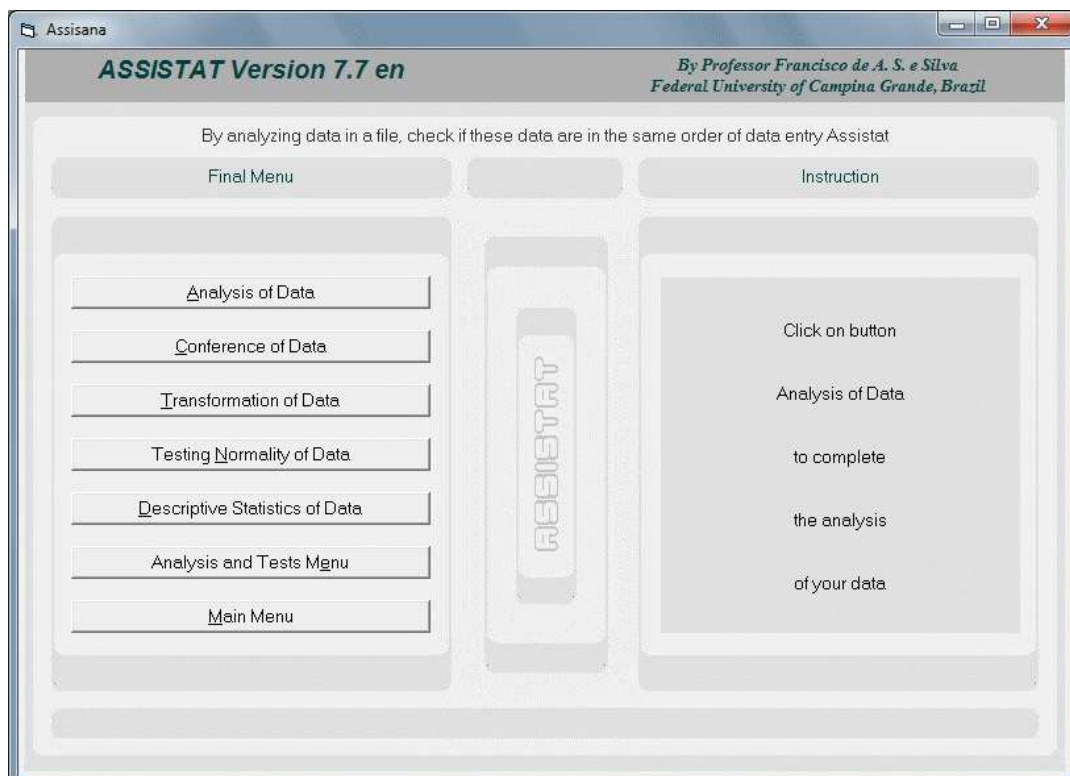 Assisana
ASSISTAT Version 7.7 en
By Professor Francisco de A. S. e Silva
Federal University of Campina Grande, Brazil
By analyzing data in a file, check if these data are in the same order of data entry Assistat
Final Menu
Instruction
Analysis of Data
Conference of Data
Transformation of Data
Testing Normality of Data
Descriptive Statistics of Data
Analysis and Tests Menu
Main Menu
ASSISTAT
Click on button
Analysis of Data
to complete
the analysis
of your data